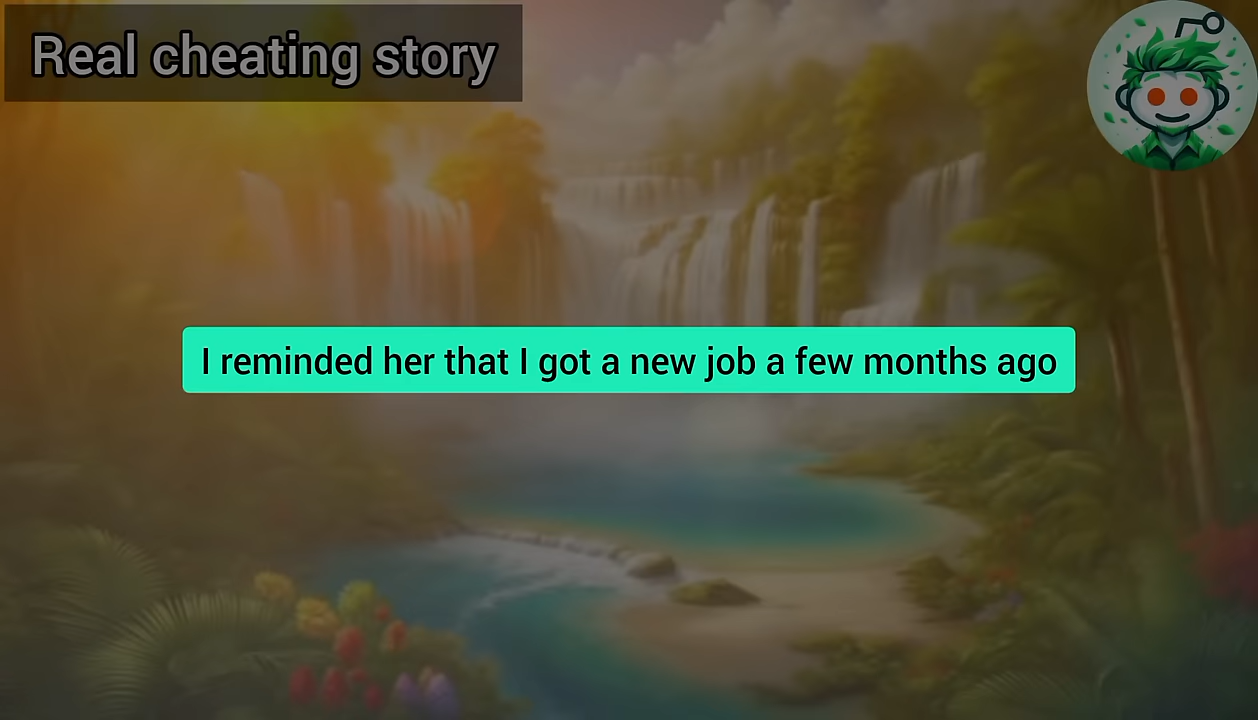 Real cheating story
I reminded her that I got a new job a few months ago